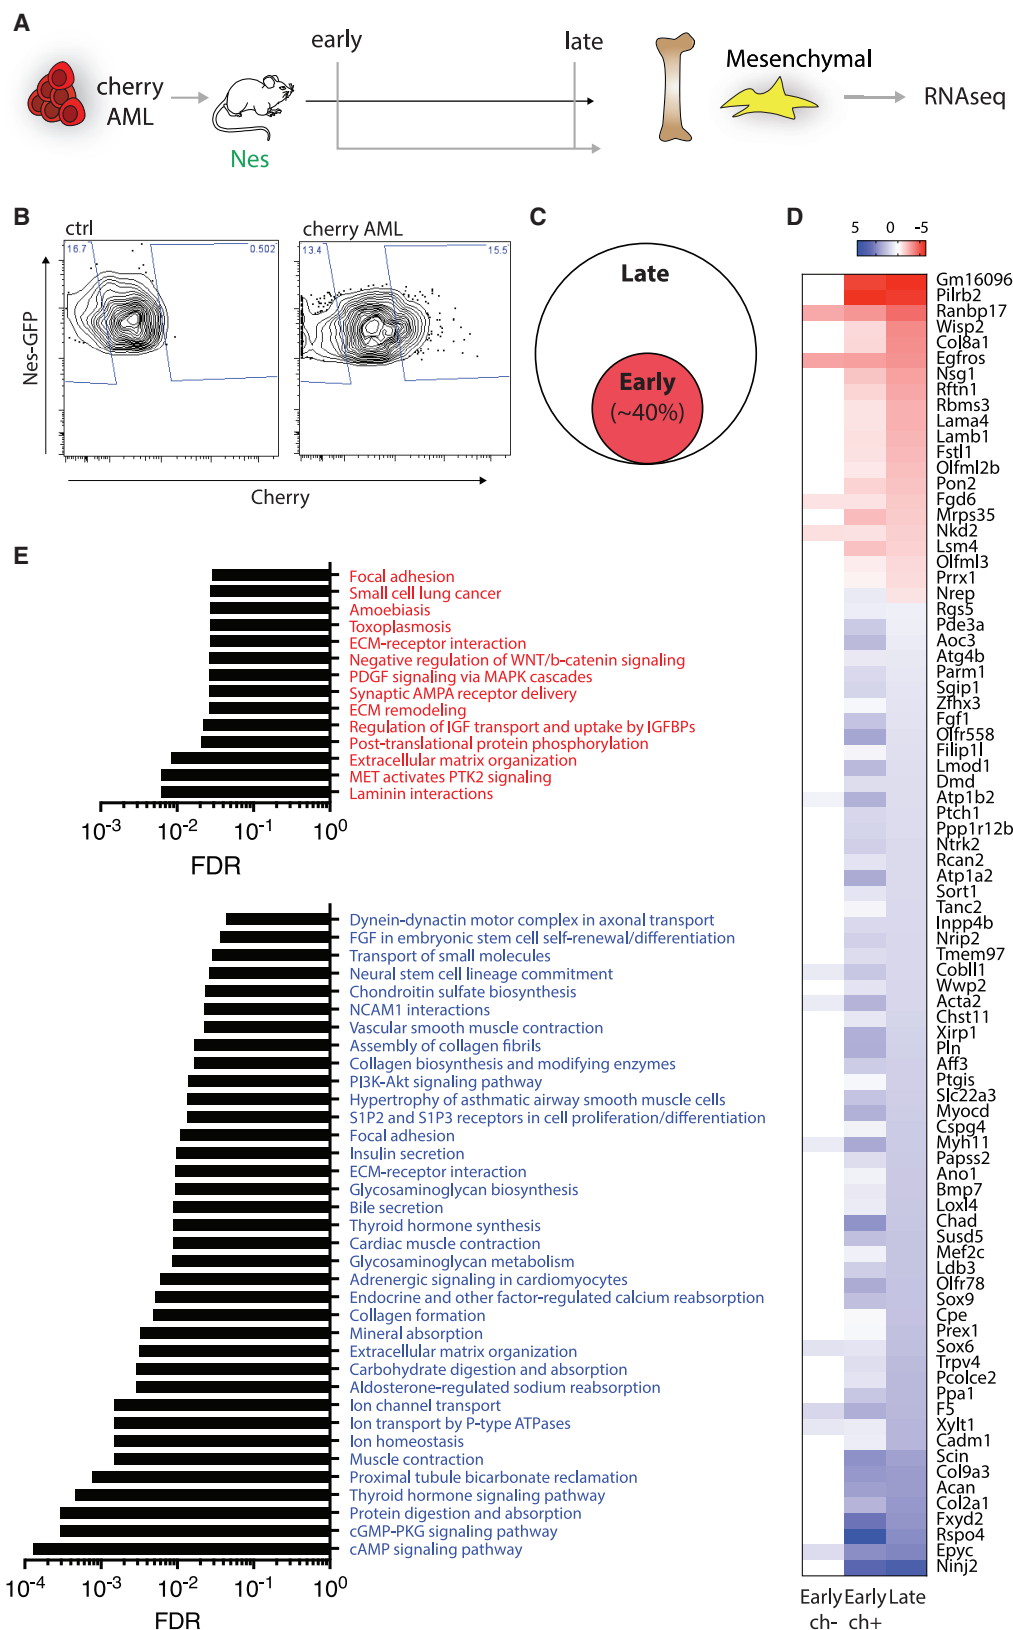 A
early
late
cherry
AML
Nes
Mesenchymal
RNAseq
B
ctrl
16.7
0.502
cherry AML
13.4
15.5
Nes-GFP
Cherry
C
Late
Early
(~40%)
D
5
0
-5
Gm16096
Pilrb2
Ranbp17
Wisp2
Col8a1
Egfros
Nsg1
Rftn1
Rbms3
Lama4
Lamb1
Fstl1
Olfml2b
Pon2
Fgd6
Mrps35
Nkd2
Lsm4
Olfml3
Prrx1
Nrep
Rgs5
Pde3a
Aoc3
Atg4b
Parm1
Sgip1
Zfhx3
Fgf1
Olfr558
Filip1l
Lmod1
Dmd
Atp1b2
Ptch1
Ppp1r12b
Ntrk2
Rcan2
Atp1a2
Sort1
Tanc2
Inpp4b
Nrip2
Tmem97
Cobll1
Wwp2
Acta2
Chst11
Xirp1
Pln
Aff3
Ptgis
Slc22a3
Myocd
Cspg4
Myh11
Papss2
Ano1
Bmp7
Loxl4
Chad
Susd5
Mef2c
Ldb3
Olfr78
Sox9
Cpe
Prex1
Sox6
Trpv4
Pcolce2
Ppa1
F5
Xylt1
Cadm1
Scin
Col9a3
Acan
Col2a1
Fxyd2
Rspo4
Epyc
Ninj2
Early Early Late
ch- ch+
E
Focal adhesion
Small cell lung cancer
Amoebiasis
Toxoplasmosis
ECM-receptor interaction
Negative regulation of WNT/b-catenin signaling
PDGF signaling via MAPK cascades
Synaptic AMPA receptor delivery
ECM remodeling
Regulation of IGF transport and uptake by IGFBPs
Post-translational protein phosphorylation
Extracellular matrix organization
MET activates PTK2 signaling
Laminin interactions
10-3 10-2 10-1 100
FDR
Dynein-dynactin motor complex in axonal transport
FGF in embryonic stem cell self-renewal/differentiation
Transport of small molecules
Neural stem cell lineage commitment
Chondroitin sulfate biosynthesis
NCAM1 interactions
Vascular smooth muscle contraction
Assembly of collagen fibrils
Collagen biosynthesis and modifying enzymes
PI3K-Akt signaling pathway
Hypertrophy of asthmatic airway smooth muscle cells
S1P2 and S1P3 receptors in cell proliferation/differentiation
Focal adhesion
Insulin secretion
ECM-receptor interaction
Glycosaminoglycan biosynthesis
Bile secretion
Thyroid hormone synthesis
Cardiac muscle contraction
Glycosaminoglycan metabolism
Adrenergic signaling in cardiomyocytes
Endocrine and other factor-regulated calcium reabsorption
Collagen formation
Mineral absorption
Extracellular matrix organization
Carbohydrate digestion and absorption
Aldosterone-regulated sodium reabsorption
Ion channel transport
Ion transport by P-type ATPases
Ion homeostasis
Muscle contraction
Proximal tubule bicarbonate reclamation
Thyroid hormone signaling pathway
Protein digestion and absorption
cGMP-PKG signaling pathway
cAMP signaling pathway
10-4 10-3 10-2 10-1 100
FDR